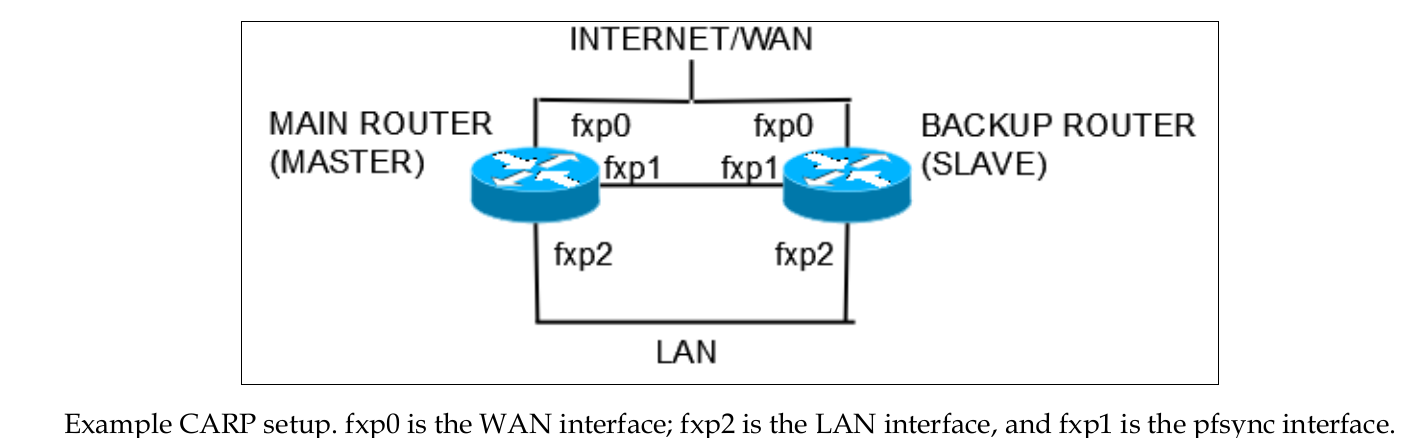 INTERNET/WAN
MAIN ROUTER
(MASTER)
fxp0
fxp0
BACKUP ROUTER
(SLAVE)
fxp1
fxp1
fxp2
fxp2
LAN
Example CARP setup. fxp0 is the WAN interface; fxp2 is the LAN interface, and fxp1 is the pfsync interface.